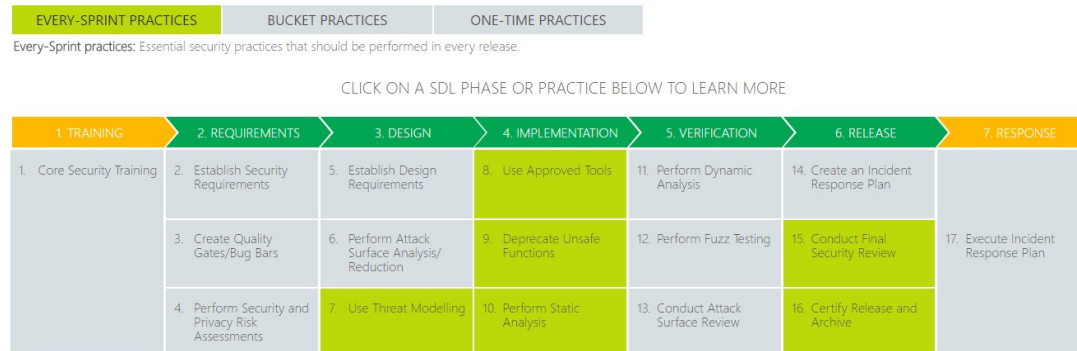 EVERY-SPRINT PRACTICES
BUCKET PRACTICES
ONE-TIME PRACTICES
Every-Sprint practices: Essential security practices that should be performed in every release.
CLICK ON A SDL PHASE OR PRACTICE BELOW TO LEARN MORE
1. TRAINING
2. REQUIREMENTS
3. DESIGN
4. IMPLEMENTATION
5. VERIFICATION
6. RELEASE
7. RESPONSE
1. Core Security Training
2. Establish Security
Requirements
3. Create Quality
Gates/Bug Bars
4. Perform Security and
Privacy Risk
Assessments
5. Establish Design
Requirements
6. Perform Attack
Surface Analysis/
Reduction
7. Use Threat Modelling
8. Use Approved Tools
9. Deprecate Unsafe
Functions
10. Perform Static
Analysis
11. Perform Dynamic
Analysis
12. Perform Fuzz Testing
13. Conduct Attack
Surface Review
14. Create an Incident
Response Plan
15. Conduct Final
Security Review
16. Certify Release and
Archive
17. Execute Incident
Response Plan